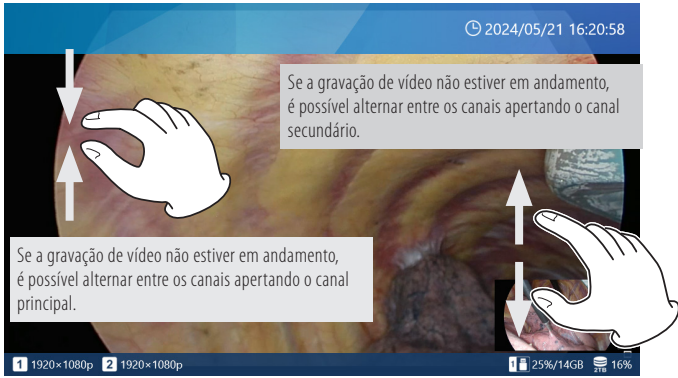 2024/05/21 16:20:58
Se a gravação de vídeo não estiver em andamento,
é possível alternar entre os canais apertando o canal
secundário.
Se a gravação de vídeo não estiver em andamento,
é possível alternar entre os canais apertando o canal
principal.
1 1920×1080p 2 1920×1080p
1 25%/14GB 2TB 16%